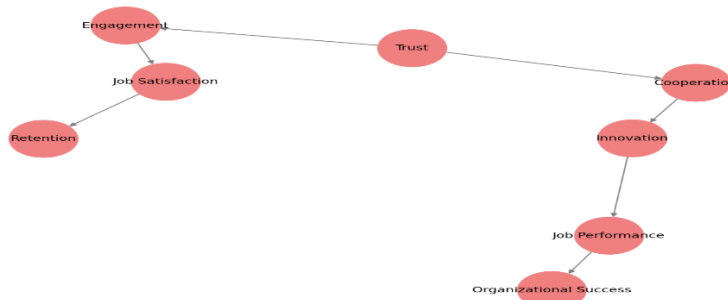 Engagement
Trust
Job Satisfaction
Cooperatio
Retention
Innovation
Job Performance
Organizational Success